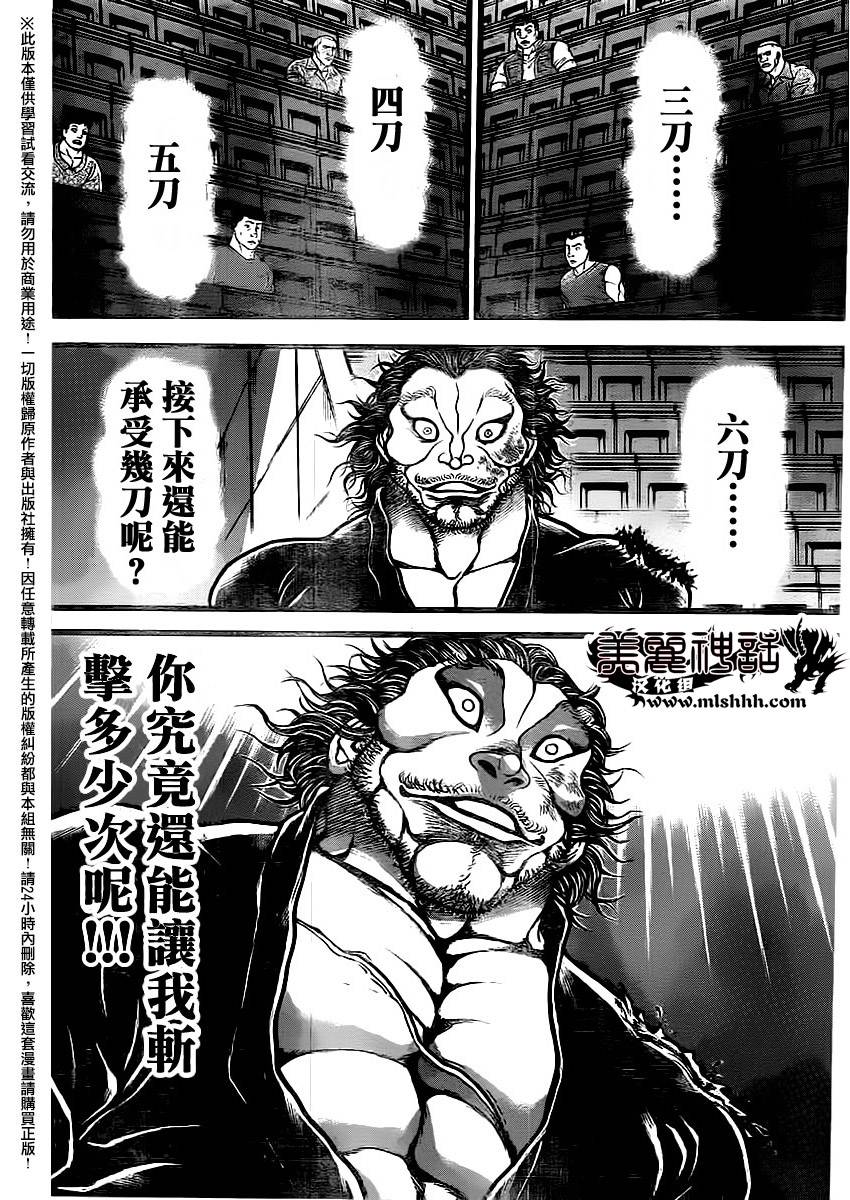 三刀……
四刀
五刀
六刀……
接下來還能
承受幾刀呢？
你究竟還能讓我斬
擊多少次呢!!!
美麗神話
汉化组
www.mlshhh.com
※此版本僅供學習試看交流，請勿用於商業用途！一切版權歸原作者與出版社擁有！因任意轉載所產生的版權糾紛都與本組無關！請24小時內刪除，喜歡這套漫畫請購買正版！